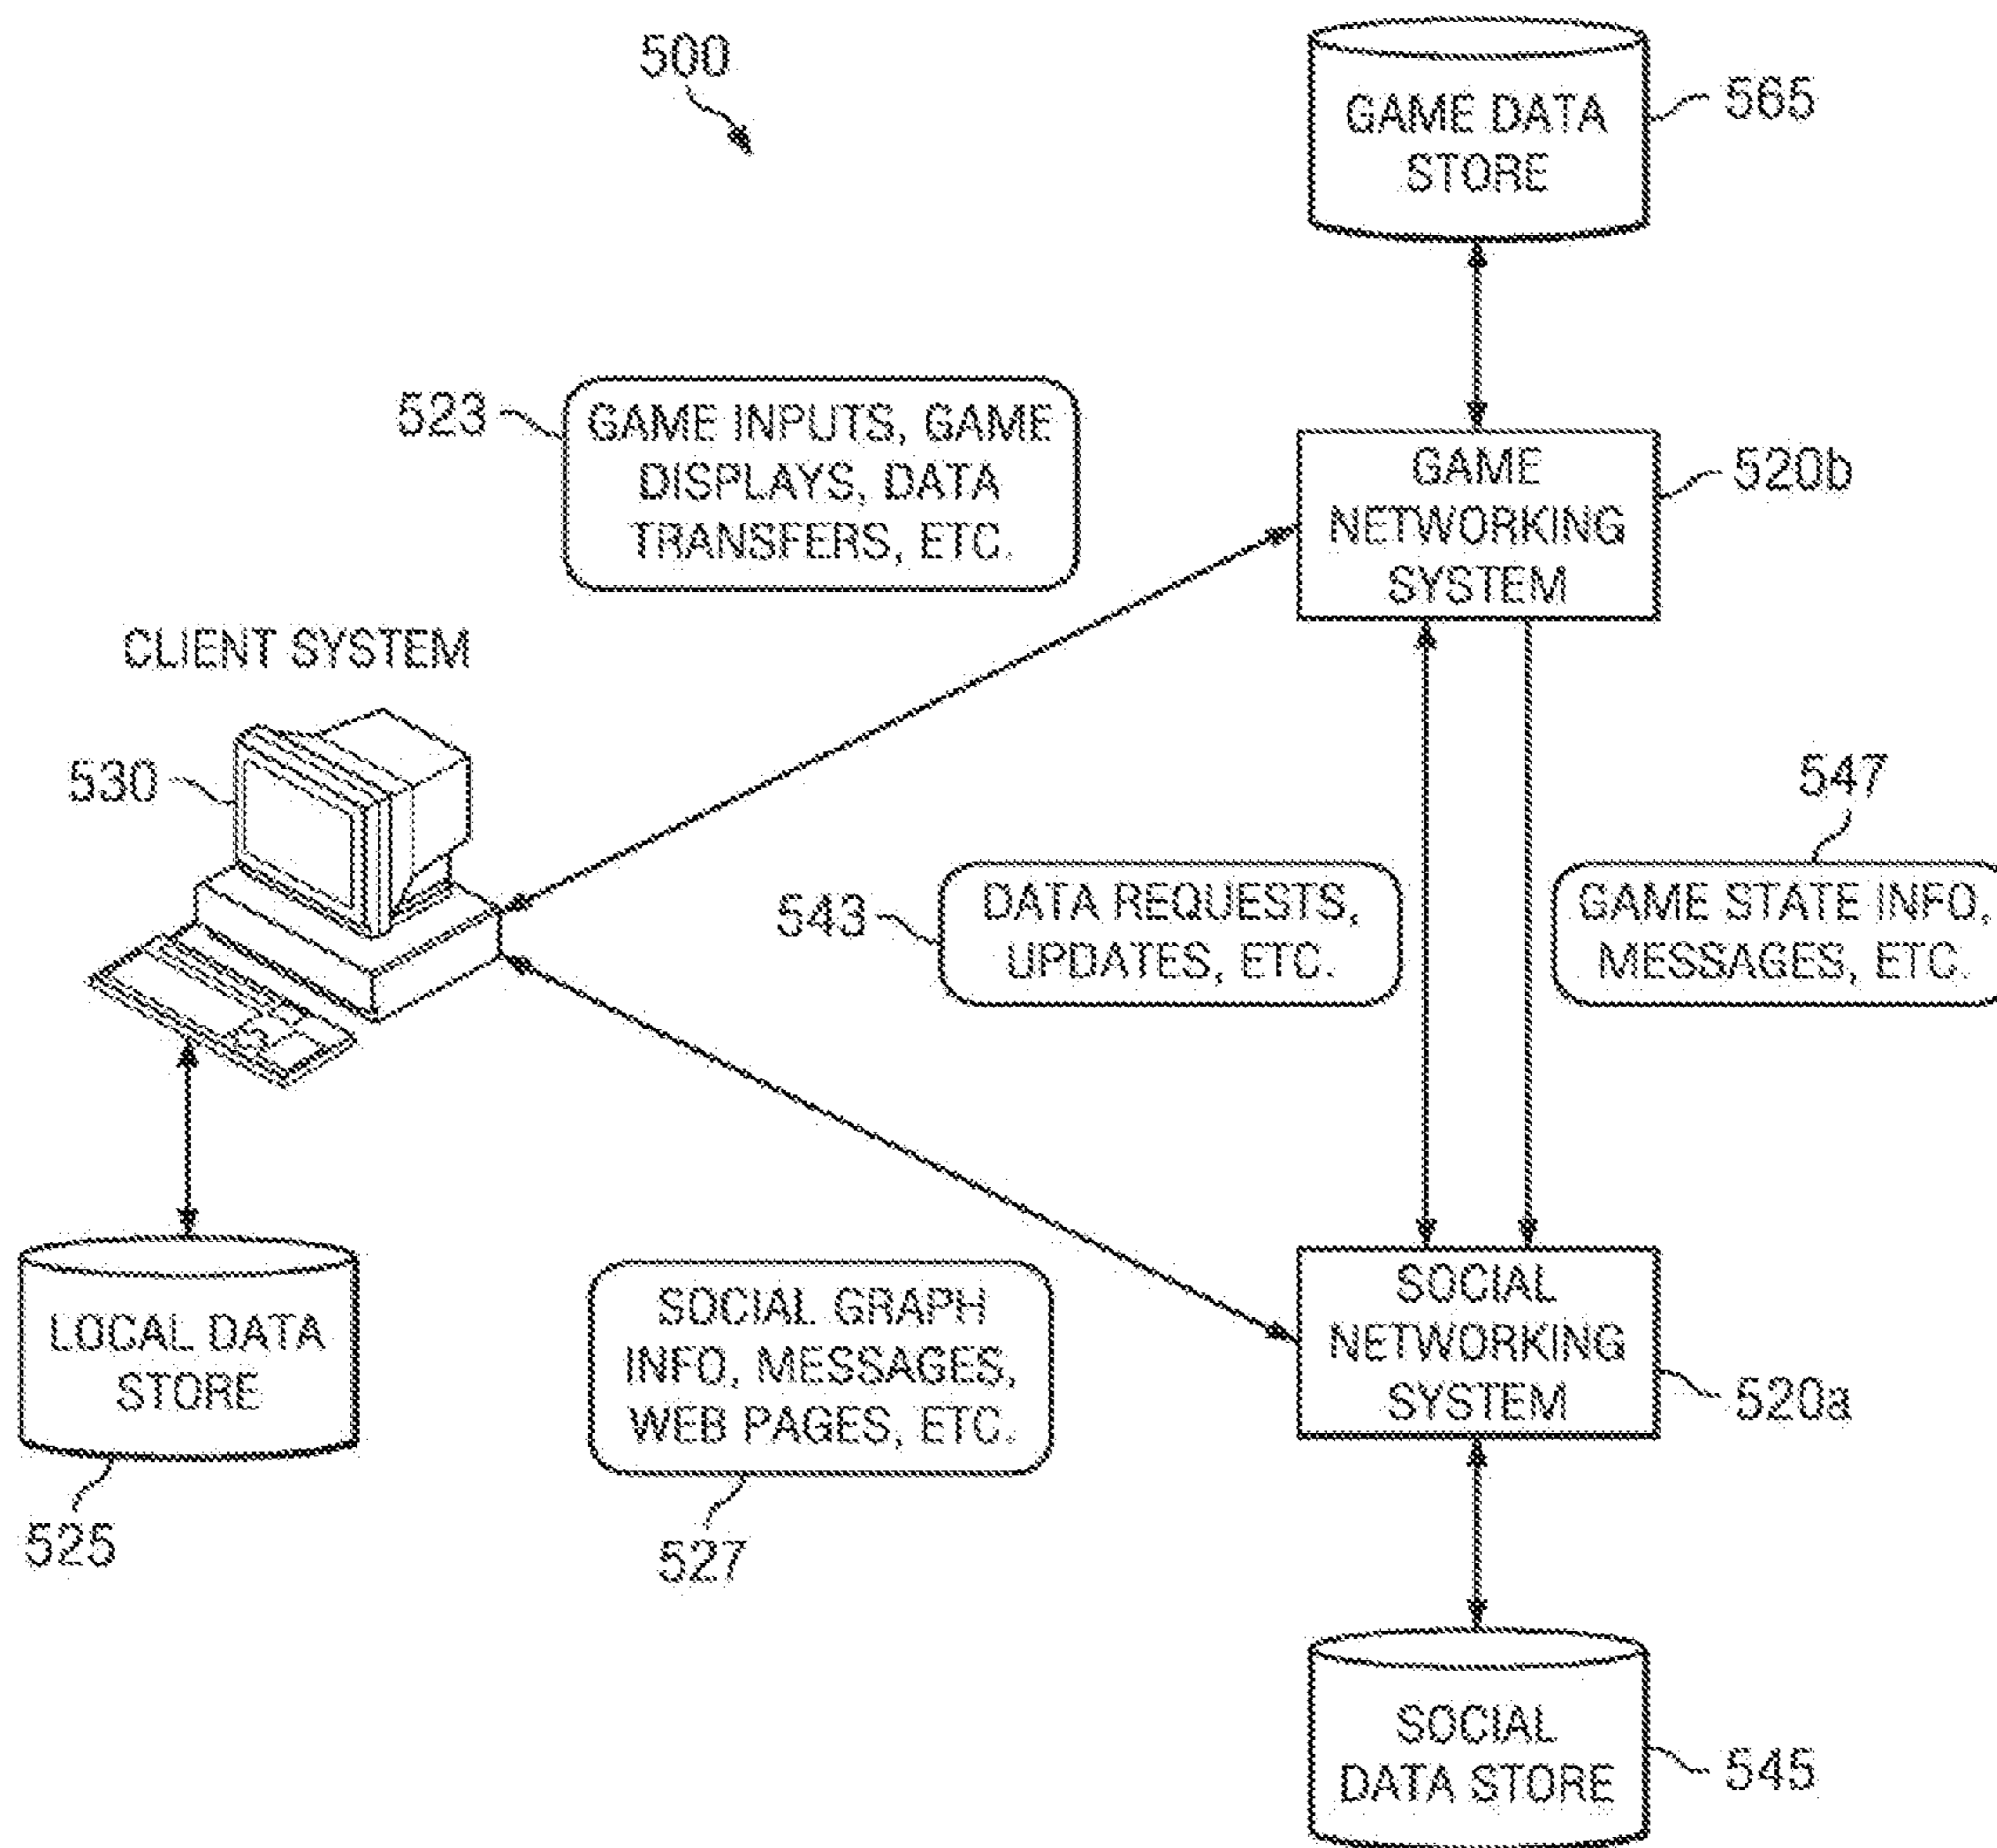 500
GAME DATA
STORE
565
523
GAME INPUTS, GAME
DISPLAYS, DATA
TRANSFERS, ETC.
GAME
NETWORKING
SYSTEM
520b
CLIENT SYSTEM
530
547
543
DATA REQUESTS,
UPDATES, ETC.
GAME STATE INFO,
MESSAGES, ETC.
LOCAL DATA
STORE
525
SOCIAL GRAPH
INFO, MESSAGES,
WEB PAGES, ETC.
527
SOCIAL
NETWORKING
SYSTEM
520a
SOCIAL
DATA STORE
545